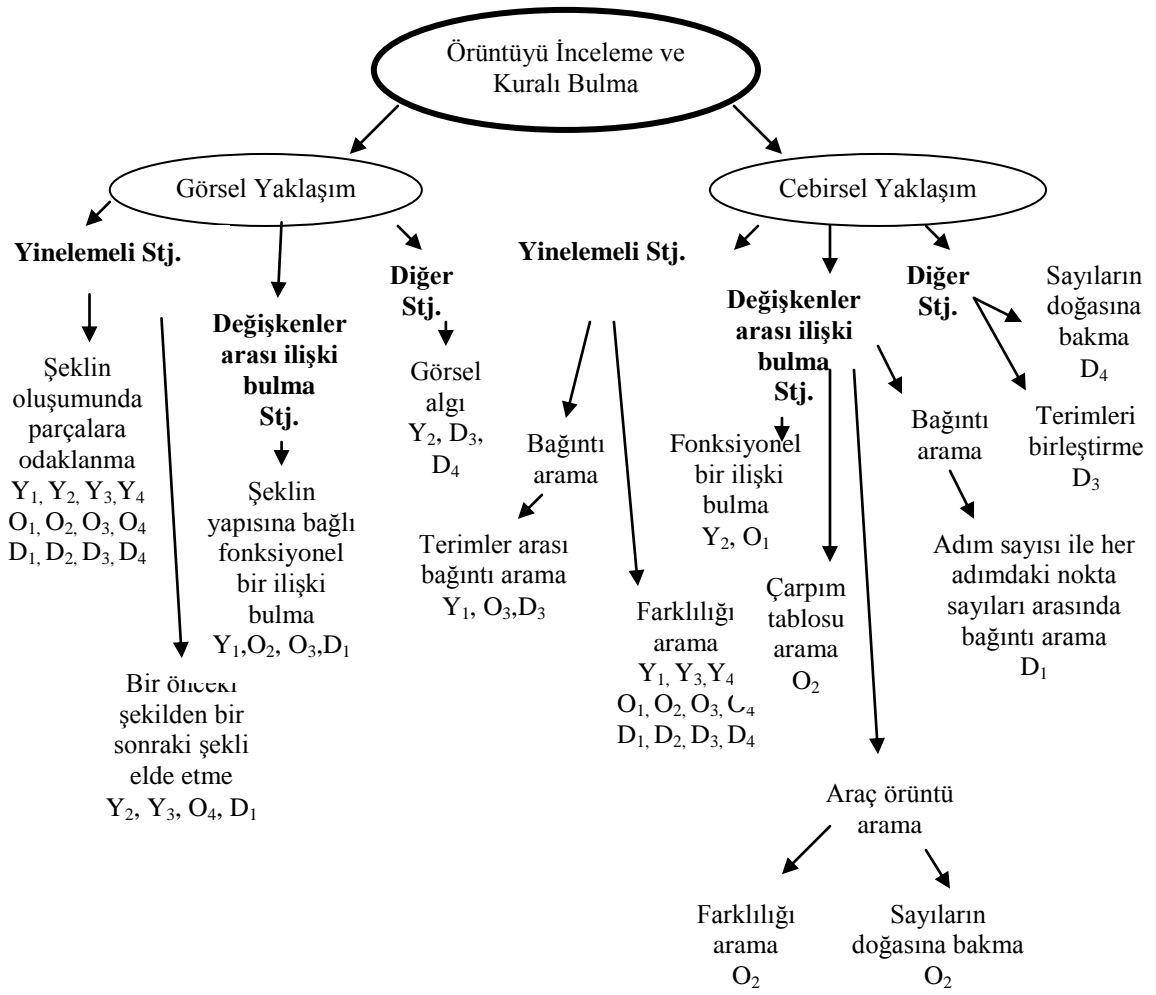 Örüntüyü İnceleme ve
Kuralı Bulma
Görsel Yaklaşım
Yinelemeli Stj.
Şeklin
oluşumunda
parçalara
odaklanma
Y₁, Y₂, Y₃,Y₄
O₁, O₂, O₃, O₄
D₁, D₂, D₃, D₄
Bir önceki
şekilden bir
sonraki şekli
elde etme
Y₂, Y₃, O₄, D₁
Değişkenler
arası ilişki
bulma
Stj.
Şeklin
yapısına bağlı
fonksiyonel
bir ilişki
bulma
Y₁,O₂, O₃,D₁
Diğer
Stj.
Görsel
algı
Y₂, D₃,
D₄
Cebirsel Yaklaşım
Yinelemeli Stj.
Bağıntı
arama
Terimler arası
bağıntı arama
Y₁, O₃,D₃
Farklılığı
arama
Y₁, Y₃,Y₄
O₁, O₂, O₃, O₄
D₁, D₂, D₃, D₄
Değişkenler
arası ilişki
bulma
Stj.
Fonksiyonel
bir ilişki
bulma
Y₂, O₁
Çarpım
tablosu
arama
O₂
Araç örüntü
arama
Farklılığı
arama
O₂
Sayıların
doğasına bakma
O₂
Bağıntı
arama
Adım sayısı ile her
adımdaki nokta
sayıları arasında
bağıntı arama
D₁
Diğer
Stj.
Sayıların
doğasına
bakma
D₄
Terimleri
birleştirme
D₃